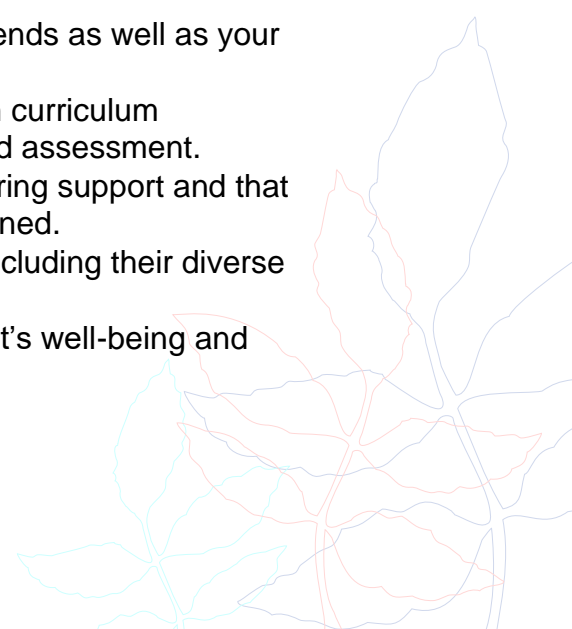 ends as well as your
curriculum
d assessment.
ring support and that
ned.
cluding their diverse
t's well-being and